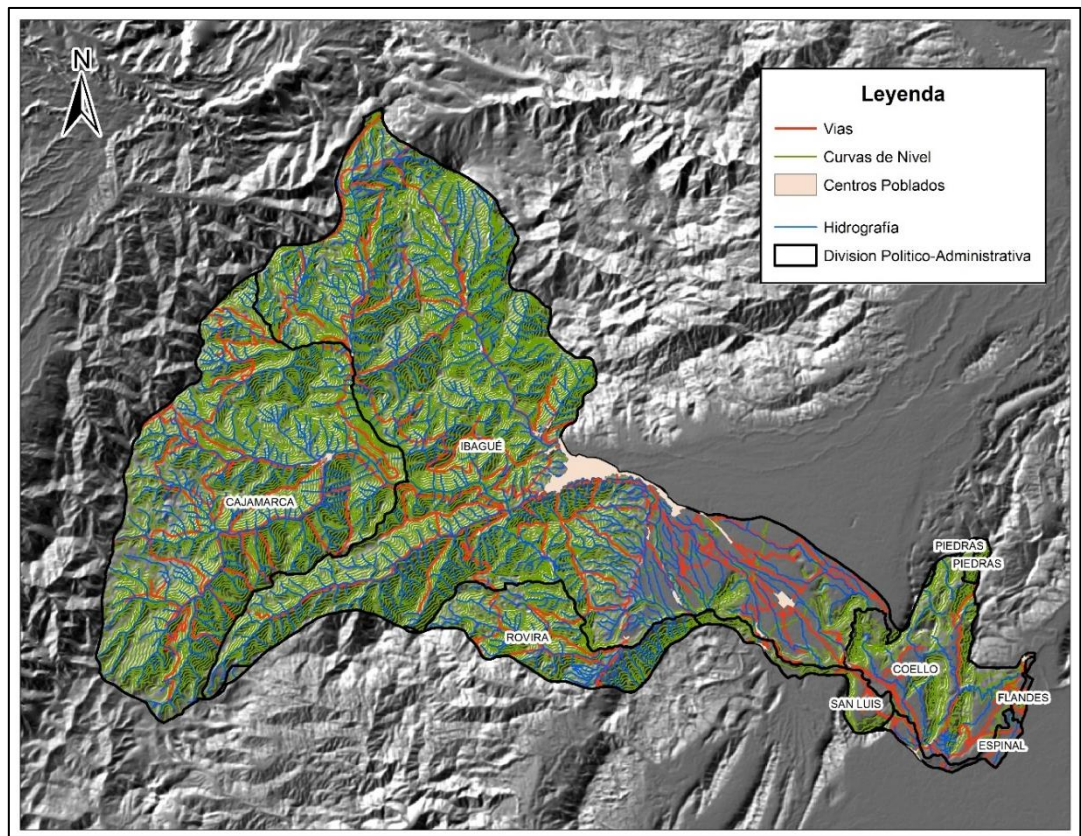 N
Leyenda
Vias
Curvas de Nivel
Centros Poblados
Hidrografía
Division Politico-Administrativa
IBAGUÉ
CAJAMARCA
PIEDRAS
PIEDRAS
ROVIRA
COELLO
SAN LUIS
FLANDES
ESPINAL